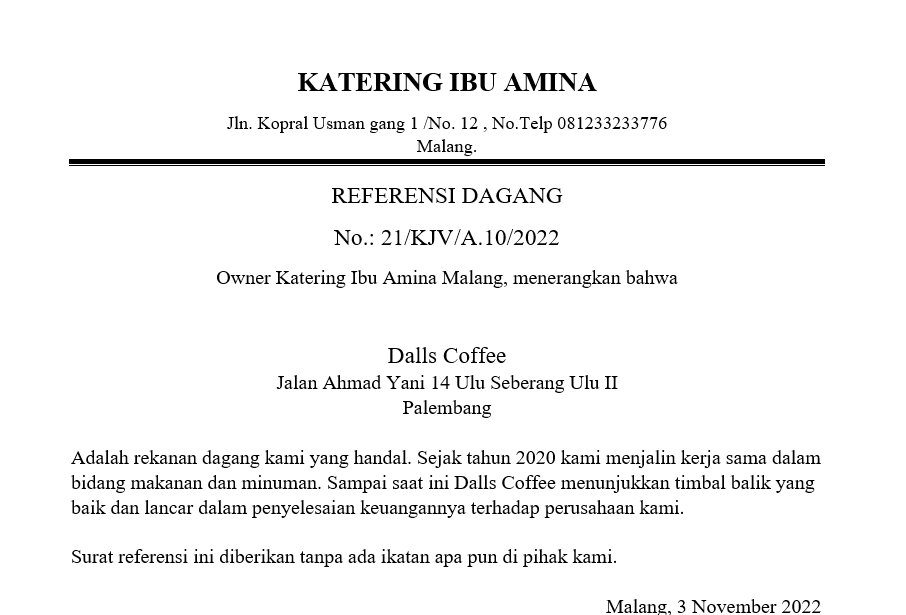 KATERING IBU AMINA
Jln. Kopral Usman gang 1 /No. 12 , No.Telp 081233233776
Malang.
REFERENSI DAGANG
No.: 21/KJV/A.10/2022
Owner Katering Ibu Amina Malang, menerangkan bahwa
Dalls Coffee
Jalan Ahmad Yani 14 Ulu Seberang Ulu II
Palembang
Adalah rekanan dagang kami yang handal. Sejak tahun 2020 kami menjalin kerja sama dalam
bidang makanan dan minuman. Sampai saat ini Dalls Coffee menunjukkan timbal balik yang
baik dan lancar dalam penyelesaian keuangannya terhadap perusahaan kami.
Surat referensi ini diberikan tanpa ada ikatan apa pun di pihak kami.
Malang, 3 November 2022